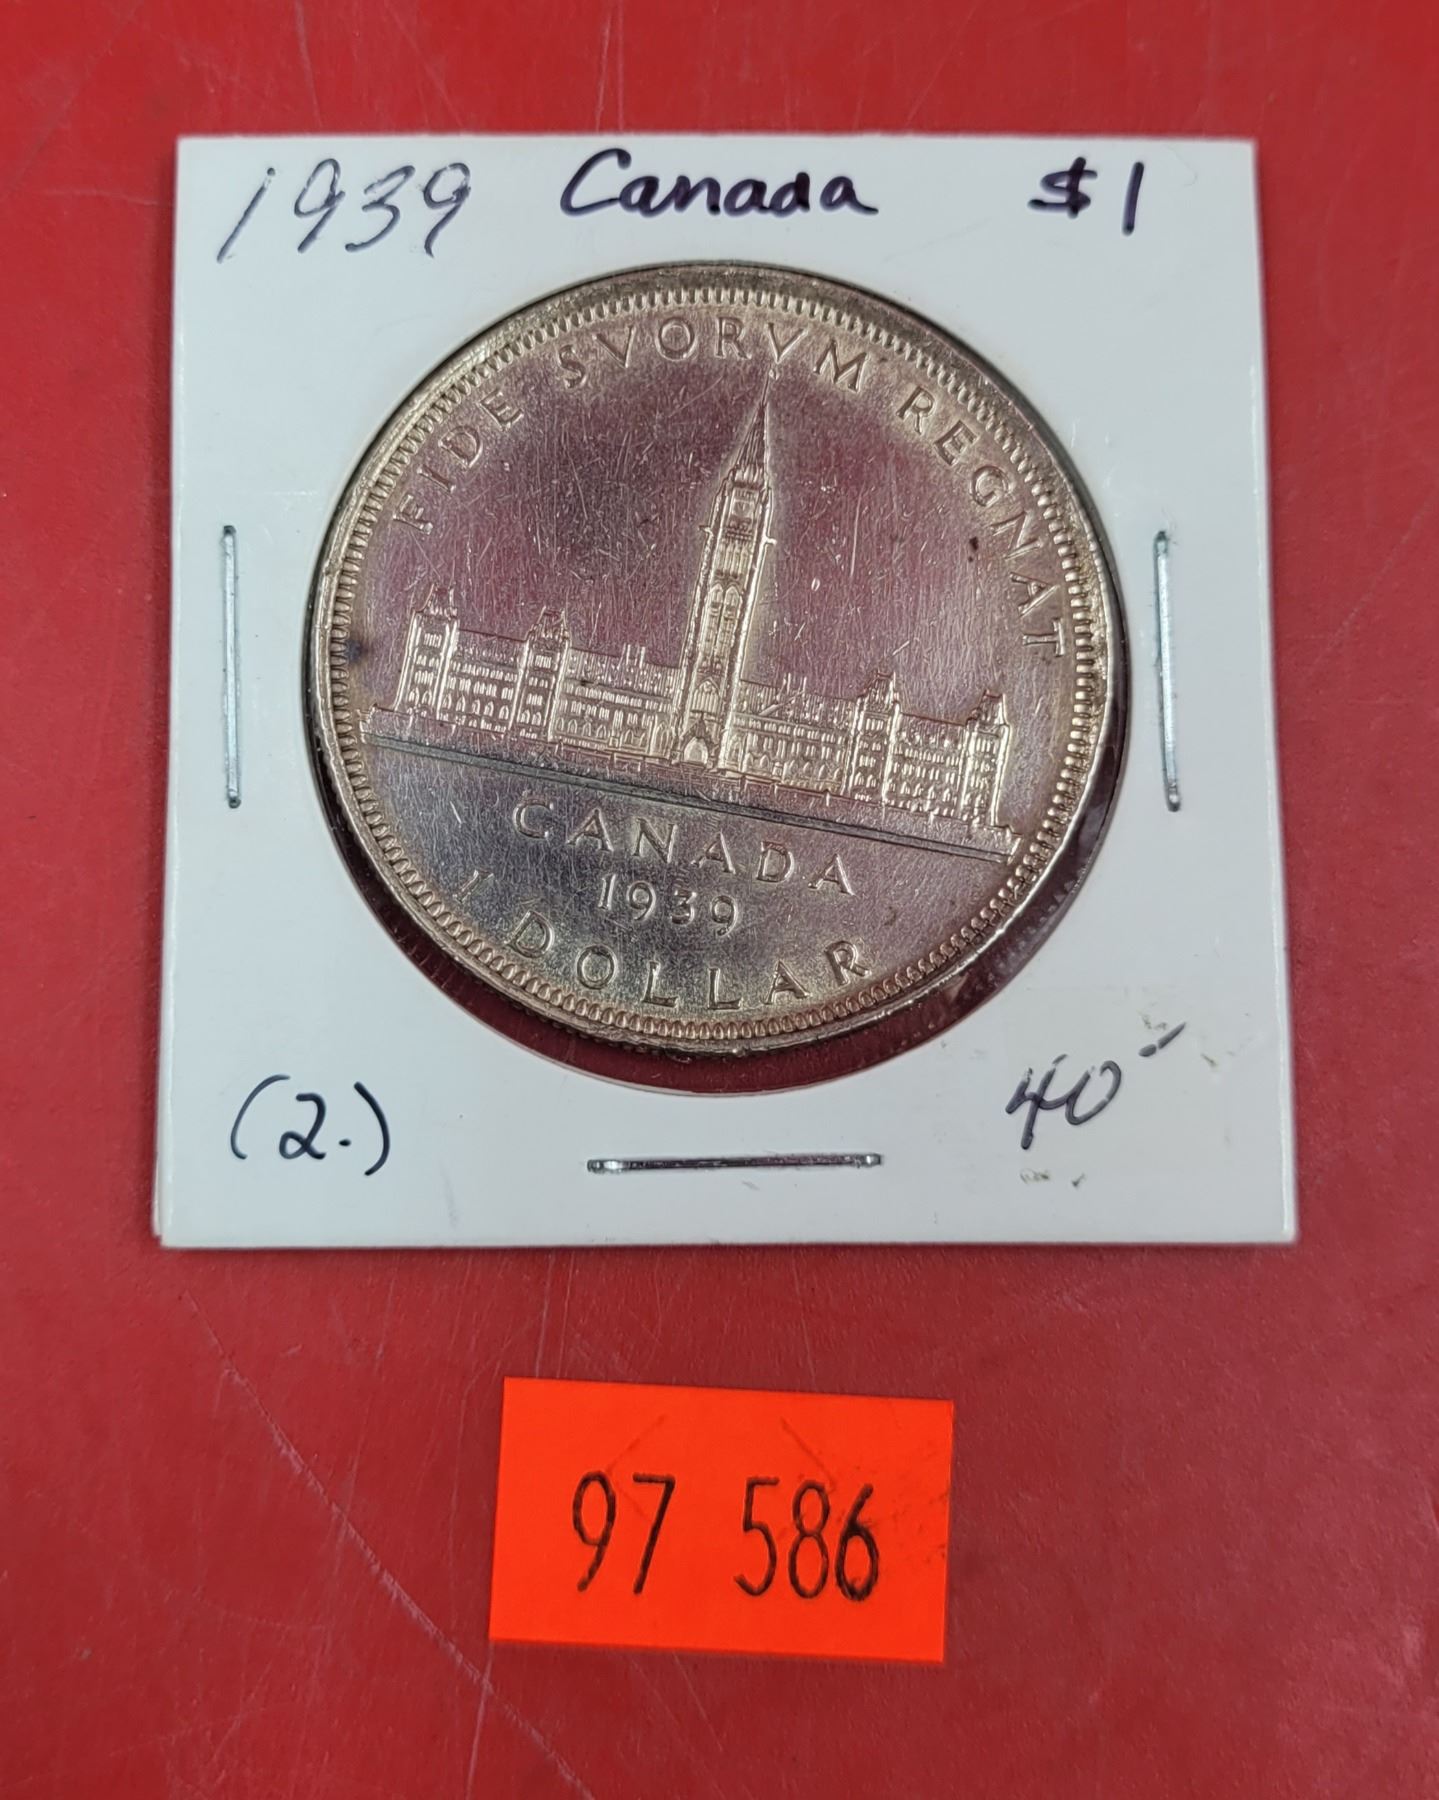 1939 Canada $1
FIDE SVORVM REGNAT
CANADA
1939
1 DOLLAR
(2.)
40-
97 586